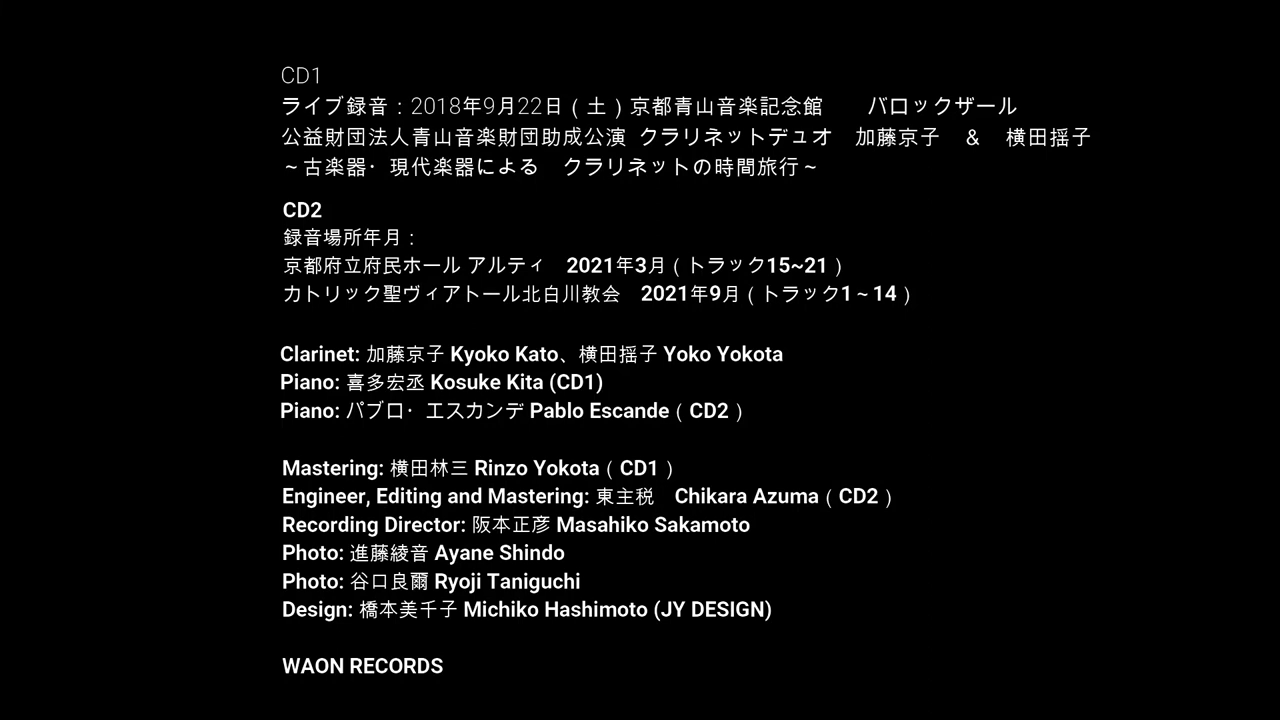 CD1
ライブ録音：2018年9月22日（土）京都青山音楽記念館　　バロックザール
公益財団法人青山音楽財団助成公演 クラリネットデュオ　加藤京子　＆　横田揺子
～古楽器・現代楽器による　クラリネットの時間旅行～
CD2
録音場所年月：
京都府立府民ホール アルティ　2021年3月（トラック15~21）
カトリック聖ヴィアトール北白川教会　2021年9月（トラック1～14）
Clarinet: 加藤京子 Kyoko Kato、横田揺子 Yoko Yokota
Piano: 喜多宏丞 Kosuke Kita (CD1)
Piano: パブロ・エスカンデ Pablo Escande（CD2）
Mastering: 横田林三 Rinzo Yokota（CD1）
Engineer, Editing and Mastering: 東主税　Chikara Azuma（CD2）
Recording Director: 阪本正彦 Masahiko Sakamoto
Photo: 進藤綾音 Ayane Shindo
Photo: 谷口良爾 Ryoji Taniguchi
Design: 橋本美千子 Michiko Hashimoto (JY DESIGN)
WAON RECORDS